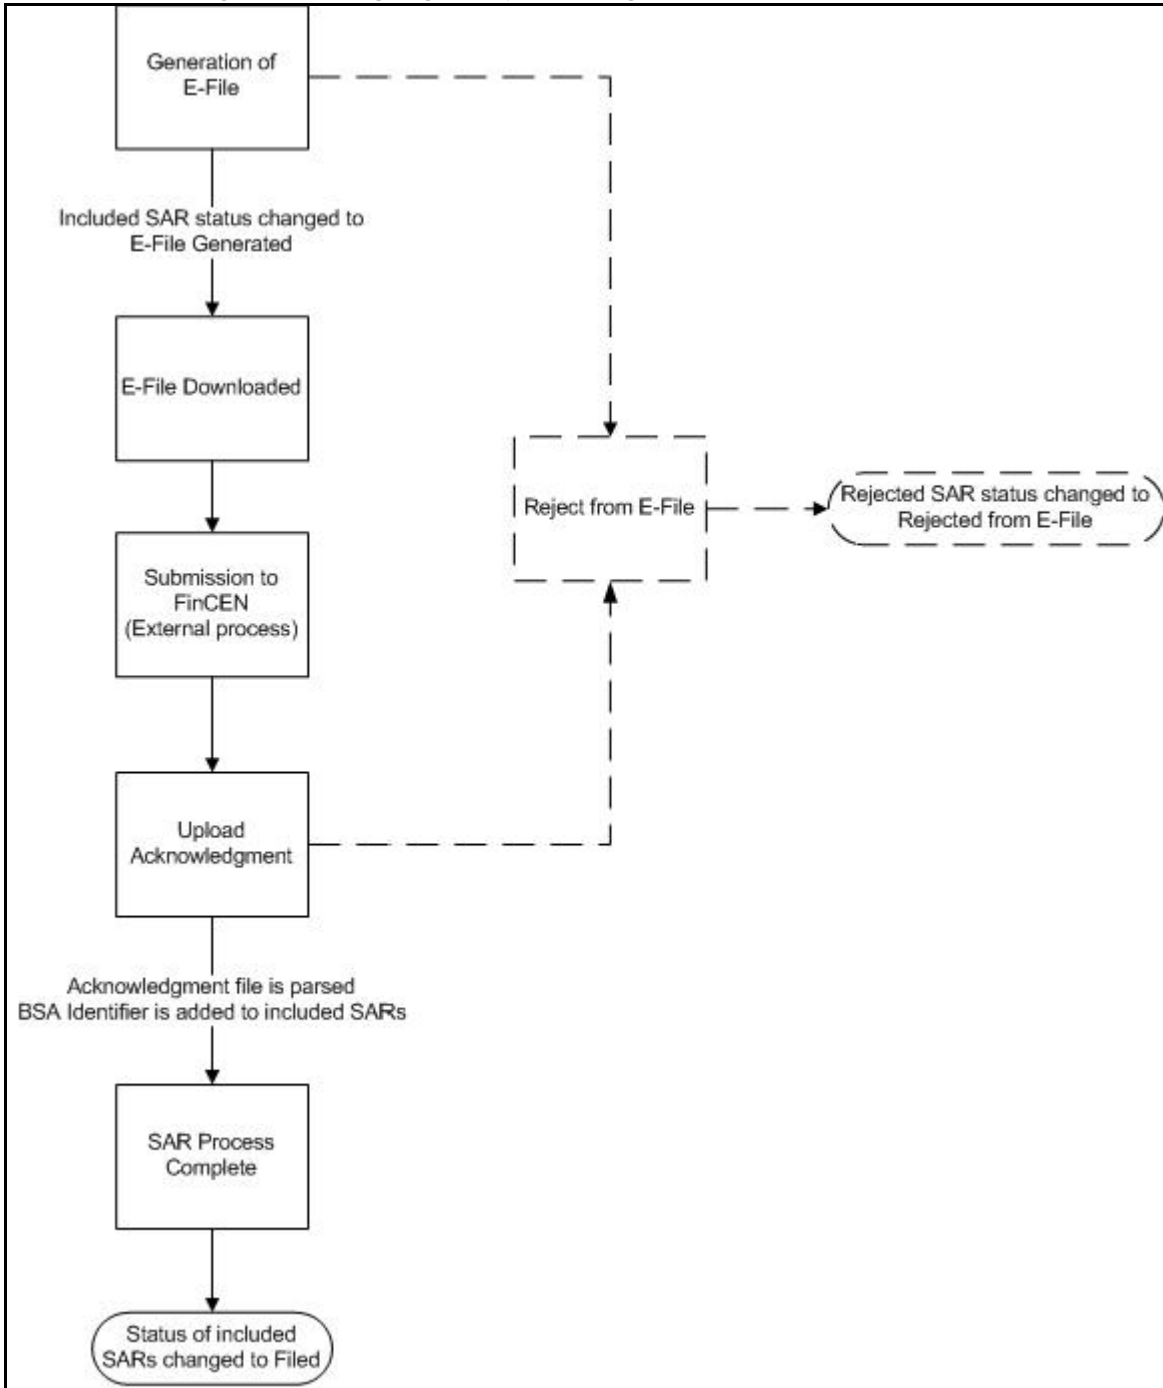 Generation of
E-File
Included SAR status changed to
E-File Generated
E-File Downloaded
Reject from E-File
Rejected SAR status changed to
Rejected from E-File
Submission to
FinCEN
(External process)
Upload
Acknowledgment
Acknowledgment file is parsed
BSA Identifier is added to included SARs
SAR Process
Complete
Status of included
SARs changed to Filed